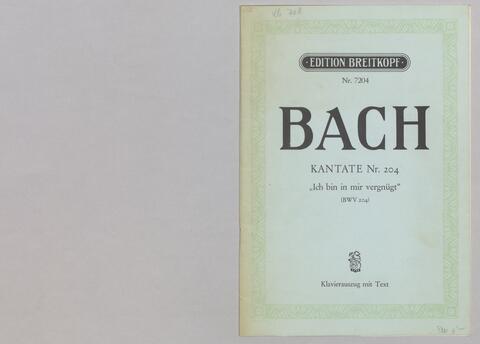 EDITION BREITKOPF
Nr. 7204
BACH
KANTATE Nr. 204
„Ich bin in mir vergnügt“
(BWV 204)
Klavierauszug mit Text